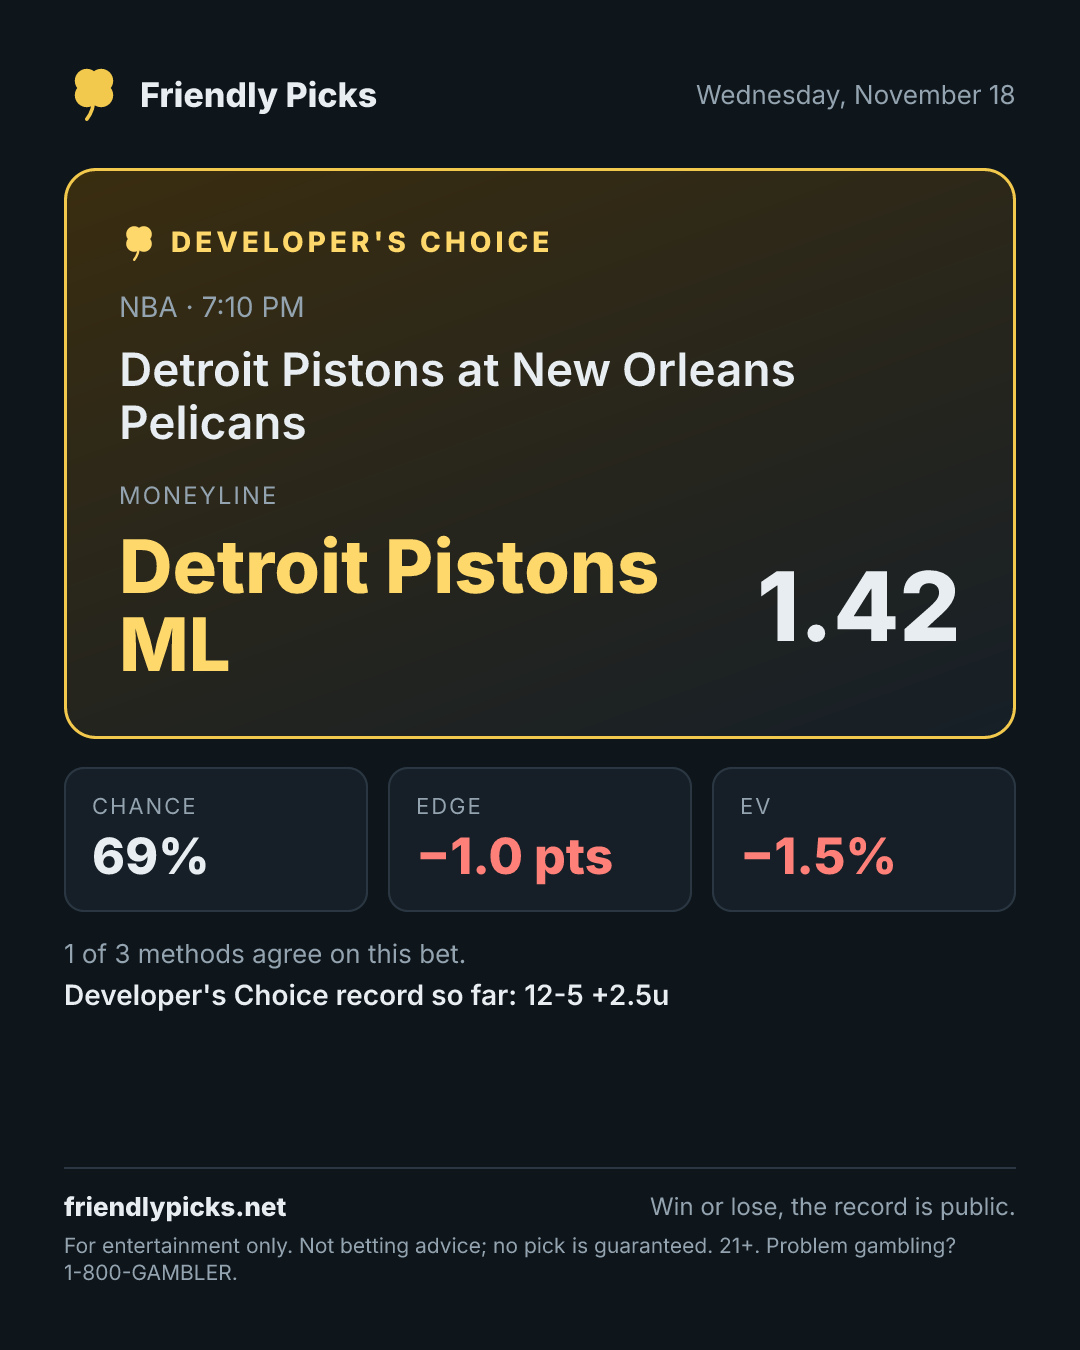 Friendly Picks
Wednesday, November 18
DEVELOPER'S CHOICE
NBA · 7:10 PM
Detroit Pistons at New Orleans
Pelicans
MONEYLINE
Detroit Pistons
ML
1.42
CHANCE
69%
EDGE
−1.0 pts
EV
−1.5%
1 of 3 methods agree on this bet.
Developer's Choice record so far: 12-5 +2.5u
friendlypicks.net
Win or lose, the record is public.
For entertainment only. Not betting advice; no pick is guaranteed. 21+. Problem gambling?
1-800-GAMBLER.